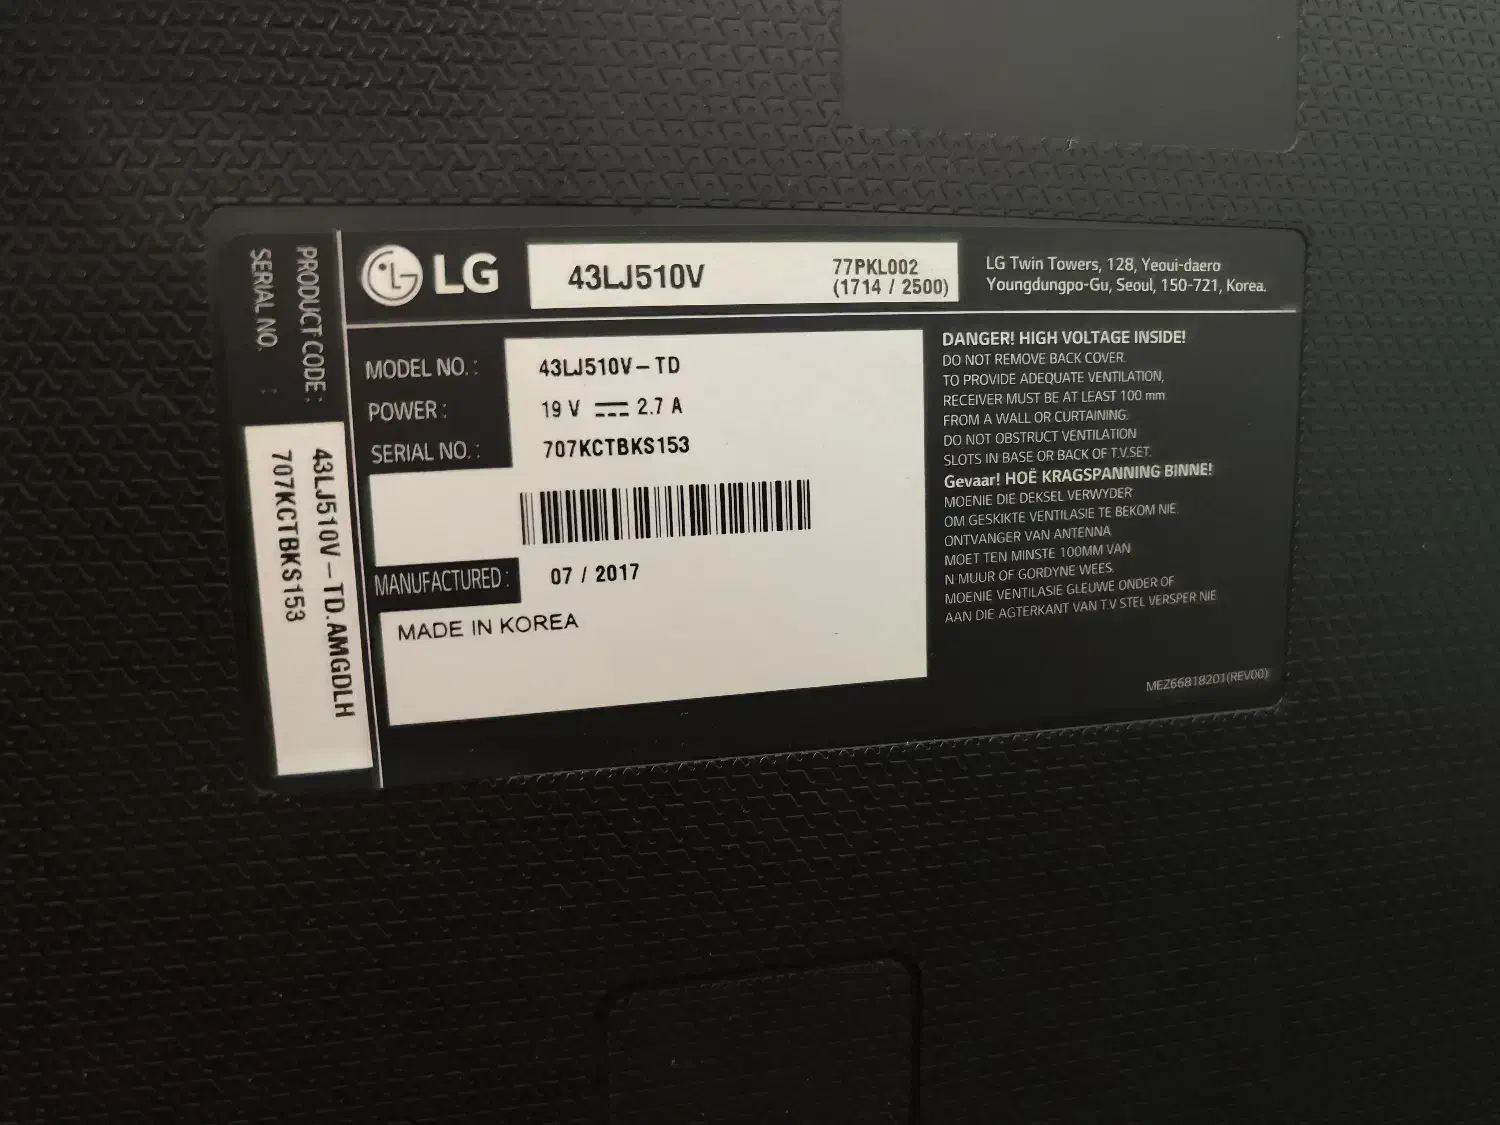 PRODUCT CODE :
SERIAL NO. :
43LJ510V-TD.AMGDLH
707KCTBKS153
LG
43LJ510V
77PKL002
(1714 / 2500)
LG Twin Towers, 128, Yeoui-daero
Youngdungpo-Gu, Seoul, 150-721, Korea.
MODEL NO. : 43LJ510V-TD
POWER : 19 V ⎓ 2.7 A
SERIAL NO. : 707KCTBKS153
MANUFACTURED : 07 / 2017
MADE IN KOREA
DANGER! HIGH VOLTAGE INSIDE!
DO NOT REMOVE BACK COVER.
TO PROVIDE ADEQUATE VENTILATION,
RECEIVER MUST BE AT LEAST 100 mm
FROM A WALL OR CURTAINING.
DO NOT OBSTRUCT VENTILATION
SLOTS IN BASE OR BACK OF T.V.SET.
Gevaar! HOË KRAGSPANNING BINNE!
MOENIE DIE DEKSEL VERWYDER
OM GESKIKTE VENTILASIE TE BEKOM NIE.
ONTVANGER VAN ANTENNA
MOET TEN MINSTE 100MM VAN
N MUUR OF GORDYNE WEES.
MOENIE VENTILASIE GLEUWE ONDER OF
AAN DIE AGTERKANT VAN T.V STEL VERSPER NIE
MEZ66818201(REV00)